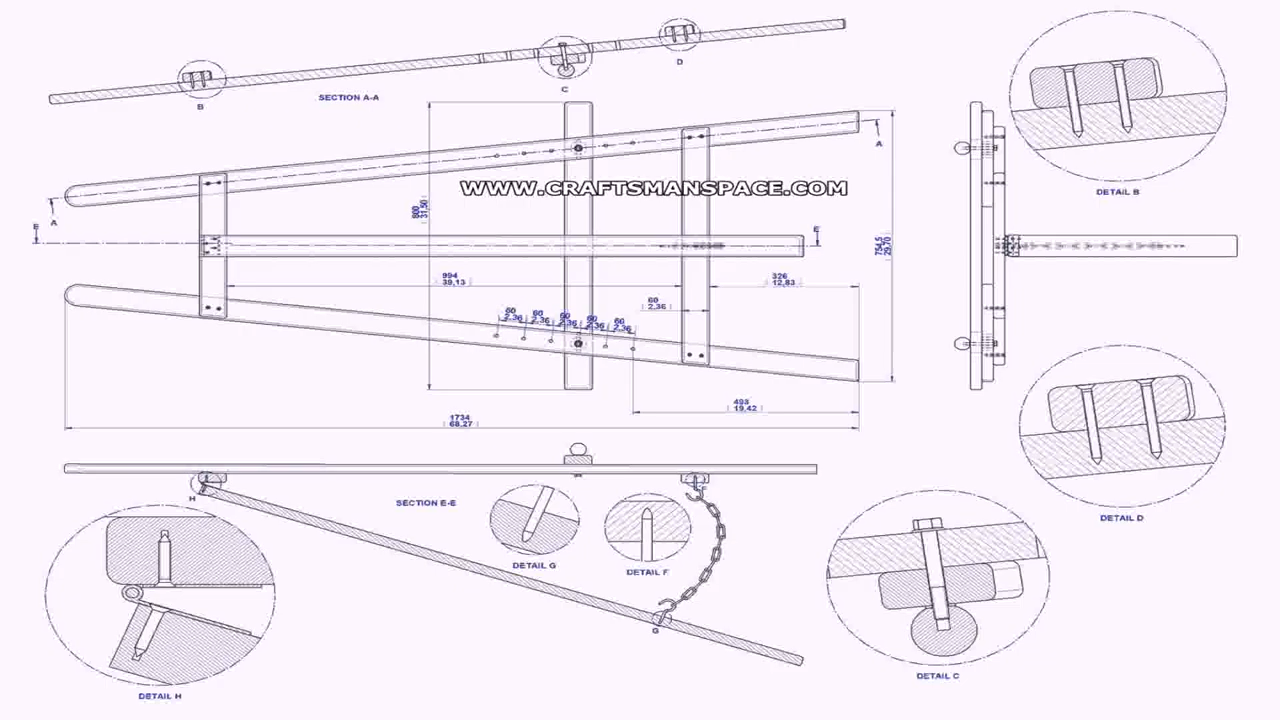 B
C
D
SECTION A-A
A
A
E
E
WWW.CRAFTSMANSPACE.COM
800
31,50
754,5
29,70
994
39,13
326
12,83
60
2,36
60
2,36
60
2,36
60
2,36
60
2,36
60
2,36
493
19,42
1734
68,27
DETAIL B
DETAIL D
H
F
G
SECTION E-E
DETAIL G
DETAIL F
DETAIL H
DETAIL C